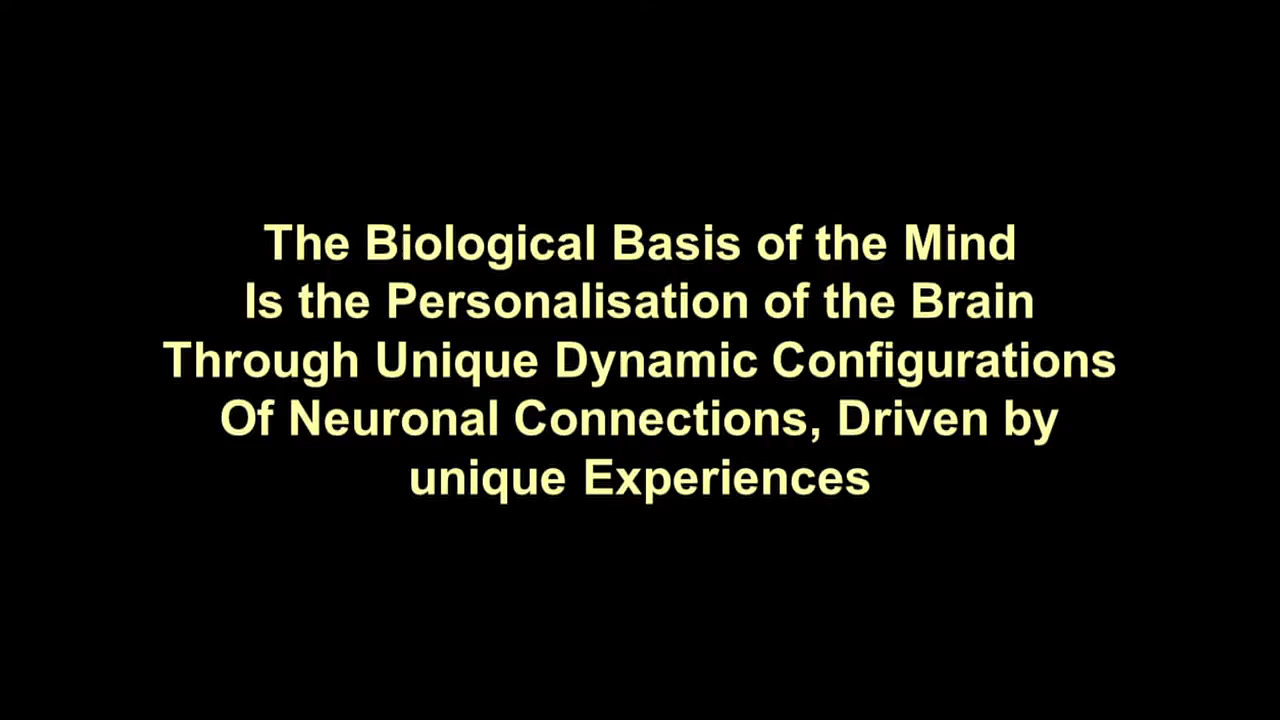 The Biological Basis of the Mind
Is the Personalisation of the Brain
Through Unique Dynamic Configurations
Of Neuronal Connections, Driven by
unique Experiences